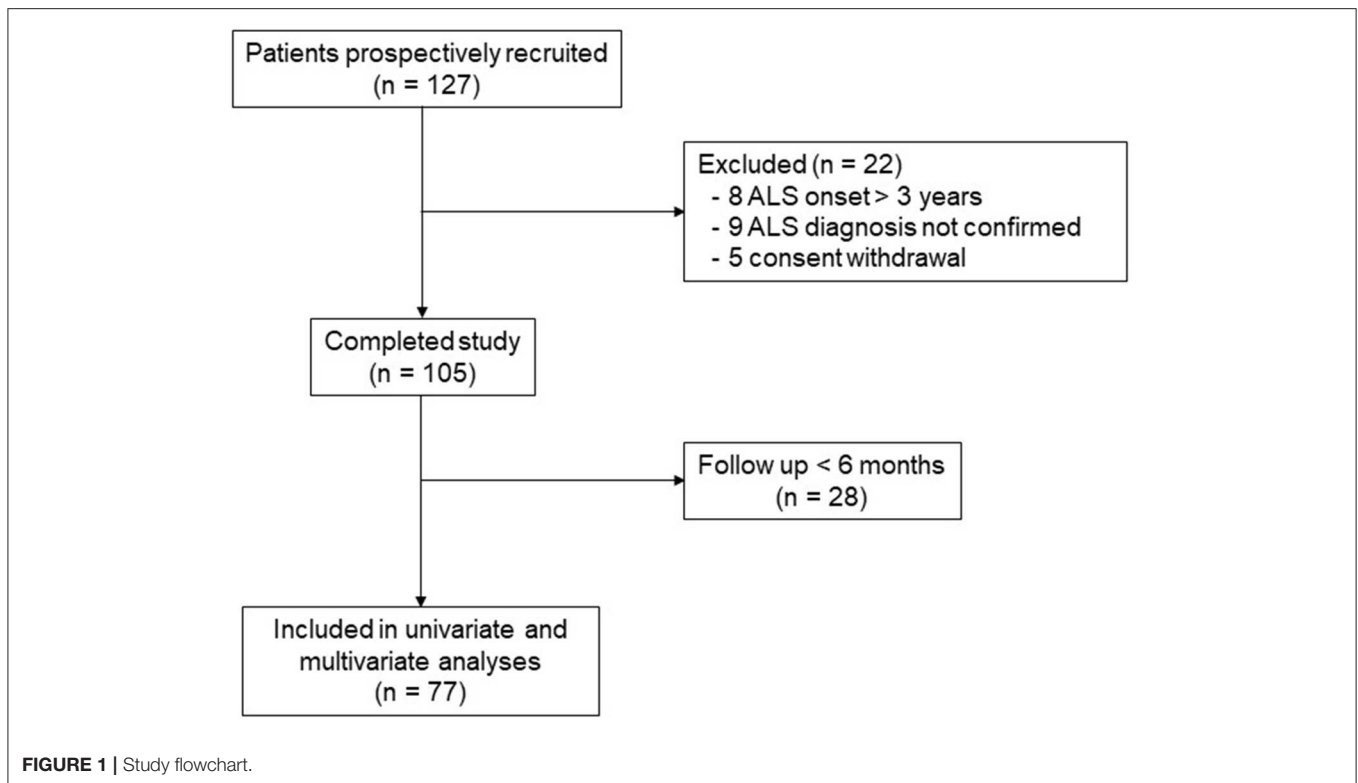 Patients prospectively recruited
(n = 127)
Excluded (n = 22)
- 8 ALS onset > 3 years
- 9 ALS diagnosis not confirmed
- 5 consent withdrawal
Completed study
(n = 105)
Follow up < 6 months
(n = 28)
Included in univariate and
multivariate analyses
(n = 77)
FIGURE 1 | Study flowchart.